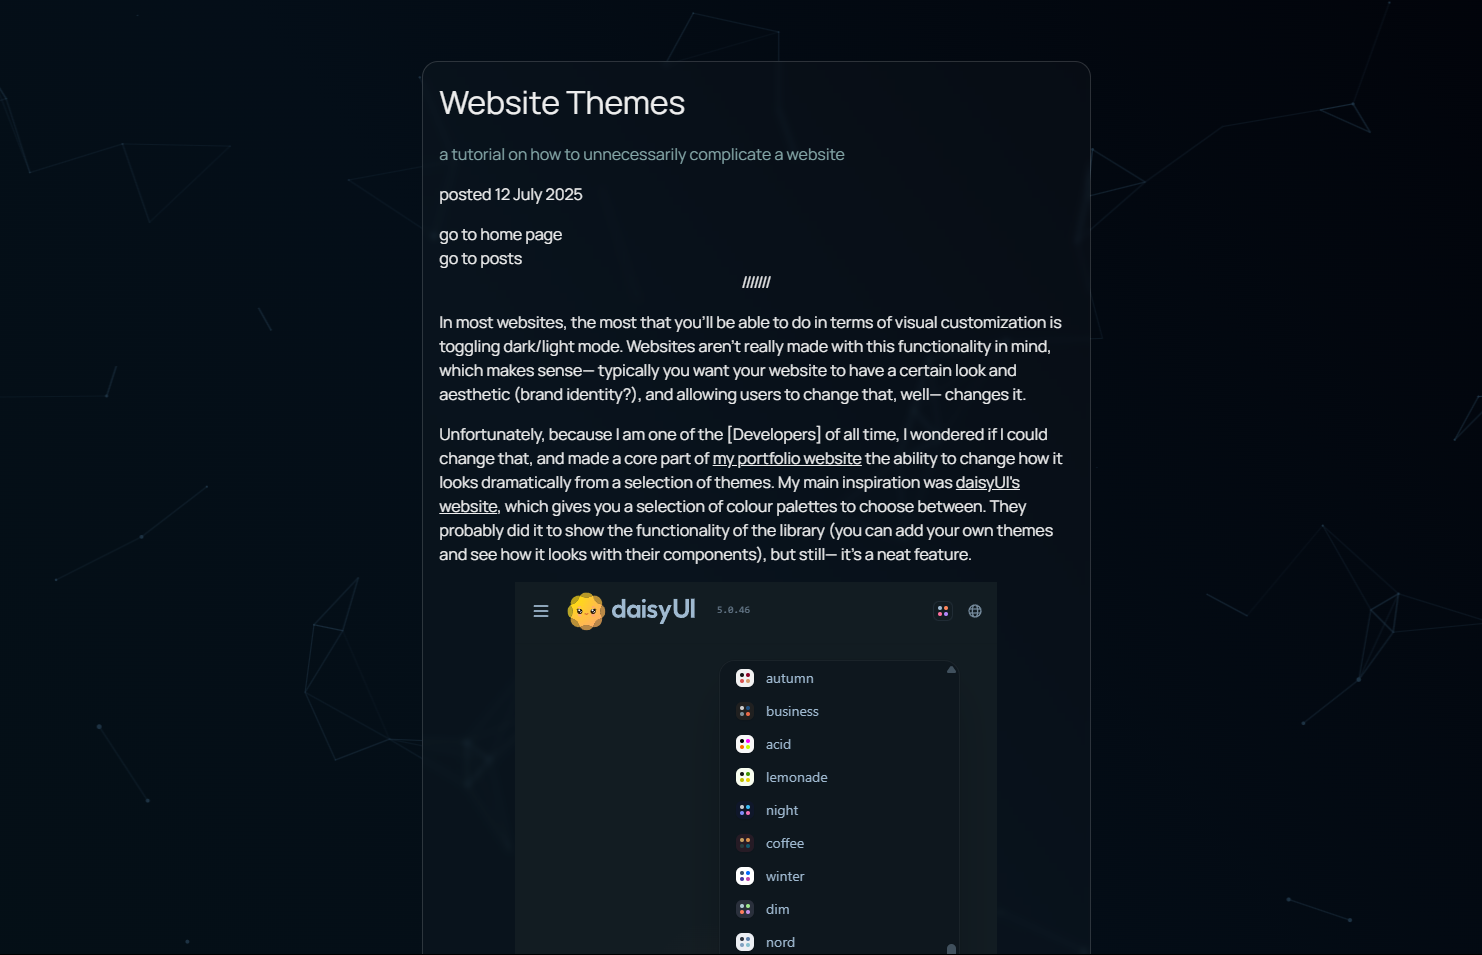 Website Themes
a tutorial on how to unnecessarily complicate a website
posted 12 July 2025
go to home page
go to posts
///////
In most websites, the most that you'll be able to do in terms of visual customization is
toggling dark/light mode. Websites aren't really made with this functionality in mind,
which makes sense— typically you want your website to have a certain look and
aesthetic (brand identity?), and allowing users to change that, well— changes it.
Unfortunately, because I am one of the [Developers] of all time, I wondered if I could
change that, and made a core part of my portfolio website the ability to change how it
looks dramatically from a selection of themes. My main inspiration was daisyUI's
website, which gives you a selection of colour palettes to choose between. They
probably did it to show the functionality of the library (you can add your own themes
and see how it looks with their components), but still— it's a neat feature.
daisyUI 5.0.46
autumn
business
acid
lemonade
night
coffee
winter
dim
nord